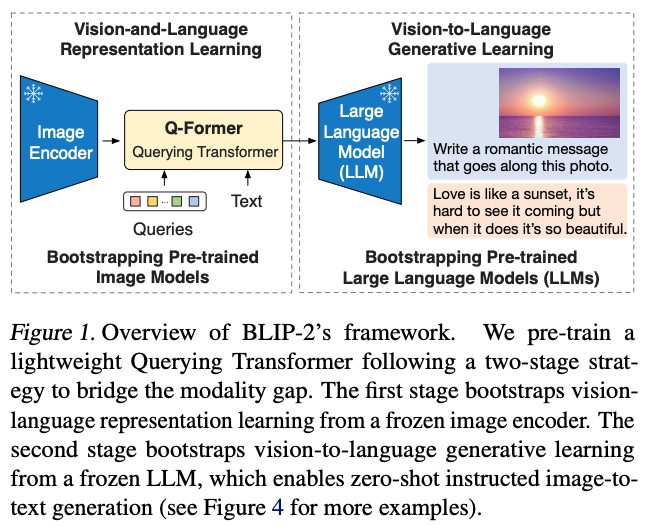 Vision-and-Language
Representation Learning
Vision-to-Language
Generative Learning
Image
Encoder
Q-Former
Querying Transformer
...
Queries
Text
Large
Language
Model
(LLM)
Write a romantic message
that goes along this photo.
Love is like a sunset, it's
hard to see it coming but
when it does it's so beautiful.
Bootstrapping Pre-trained
Image Models
Bootstrapping Pre-trained
Large Language Models (LLMs)
Figure 1. Overview of BLIP-2's framework. We pre-train a
lightweight Querying Transformer following a two-stage strat-
egy to bridge the modality gap. The first stage bootstraps vision-
language representation learning from a frozen image encoder. The
second stage bootstraps vision-to-language generative learning
from a frozen LLM, which enables zero-shot instructed image-to-
text generation (see Figure 4 for more examples).